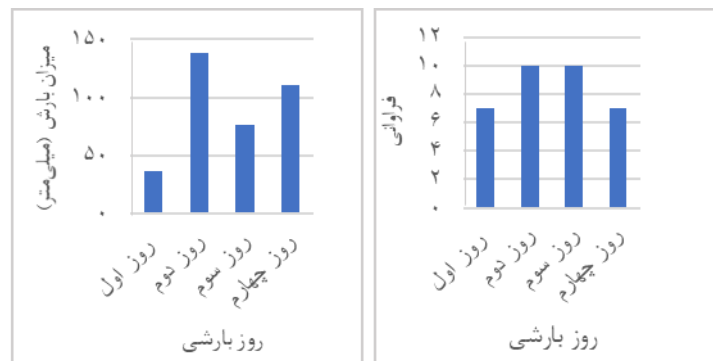 میزان بارش (میلی‌متر)
۱۵۰
۱۰۰
۵۰
۰
روز اول
روز دوم
روز سوم
روز چهارم
روز بارشی
فراوانی
۱۲
۱۰
۸
۶
۴
۲
۰
روز اول
روز دوم
روز سوم
روز چهارم
روز بارشی